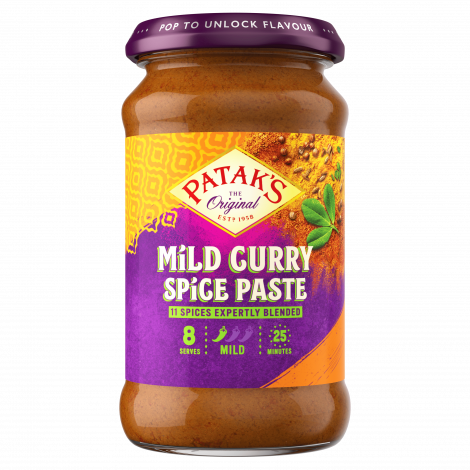 POP TO UNLOCK FLAVOUR
PATAK'S
THE
Original
ESTD 1958
MiLD CURRY
SPiCE PASTE
11 SPICES EXPERTLY BLENDED
8 SERVES
MILD
25 MINUTES